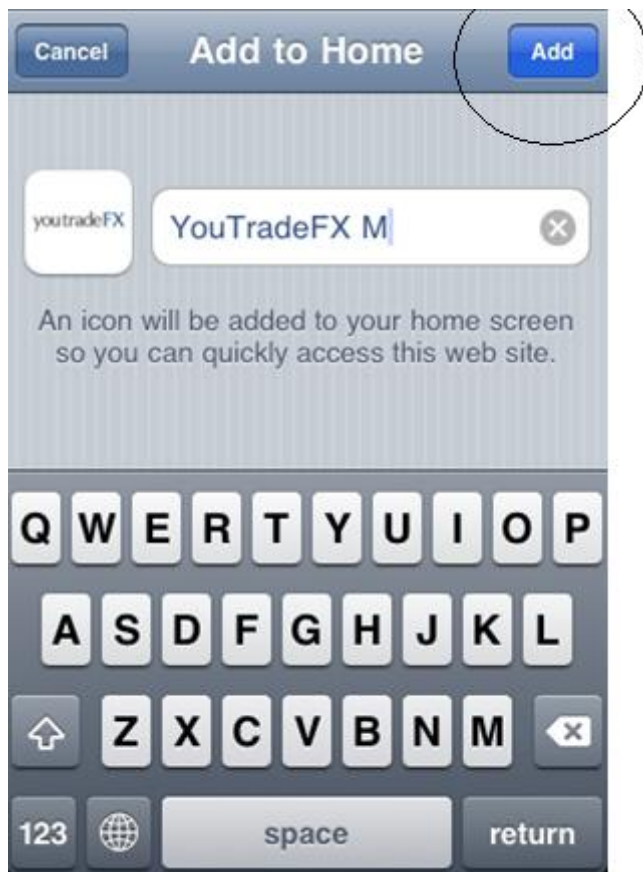 Cancel Add to Home Add
youtradeFX YouTradeFX M
An icon will be added to your home screen
so you can quickly access this web site.
Q W E R T Y U I O P
A S D F G H J K L
Z X C V B N M
123 space return